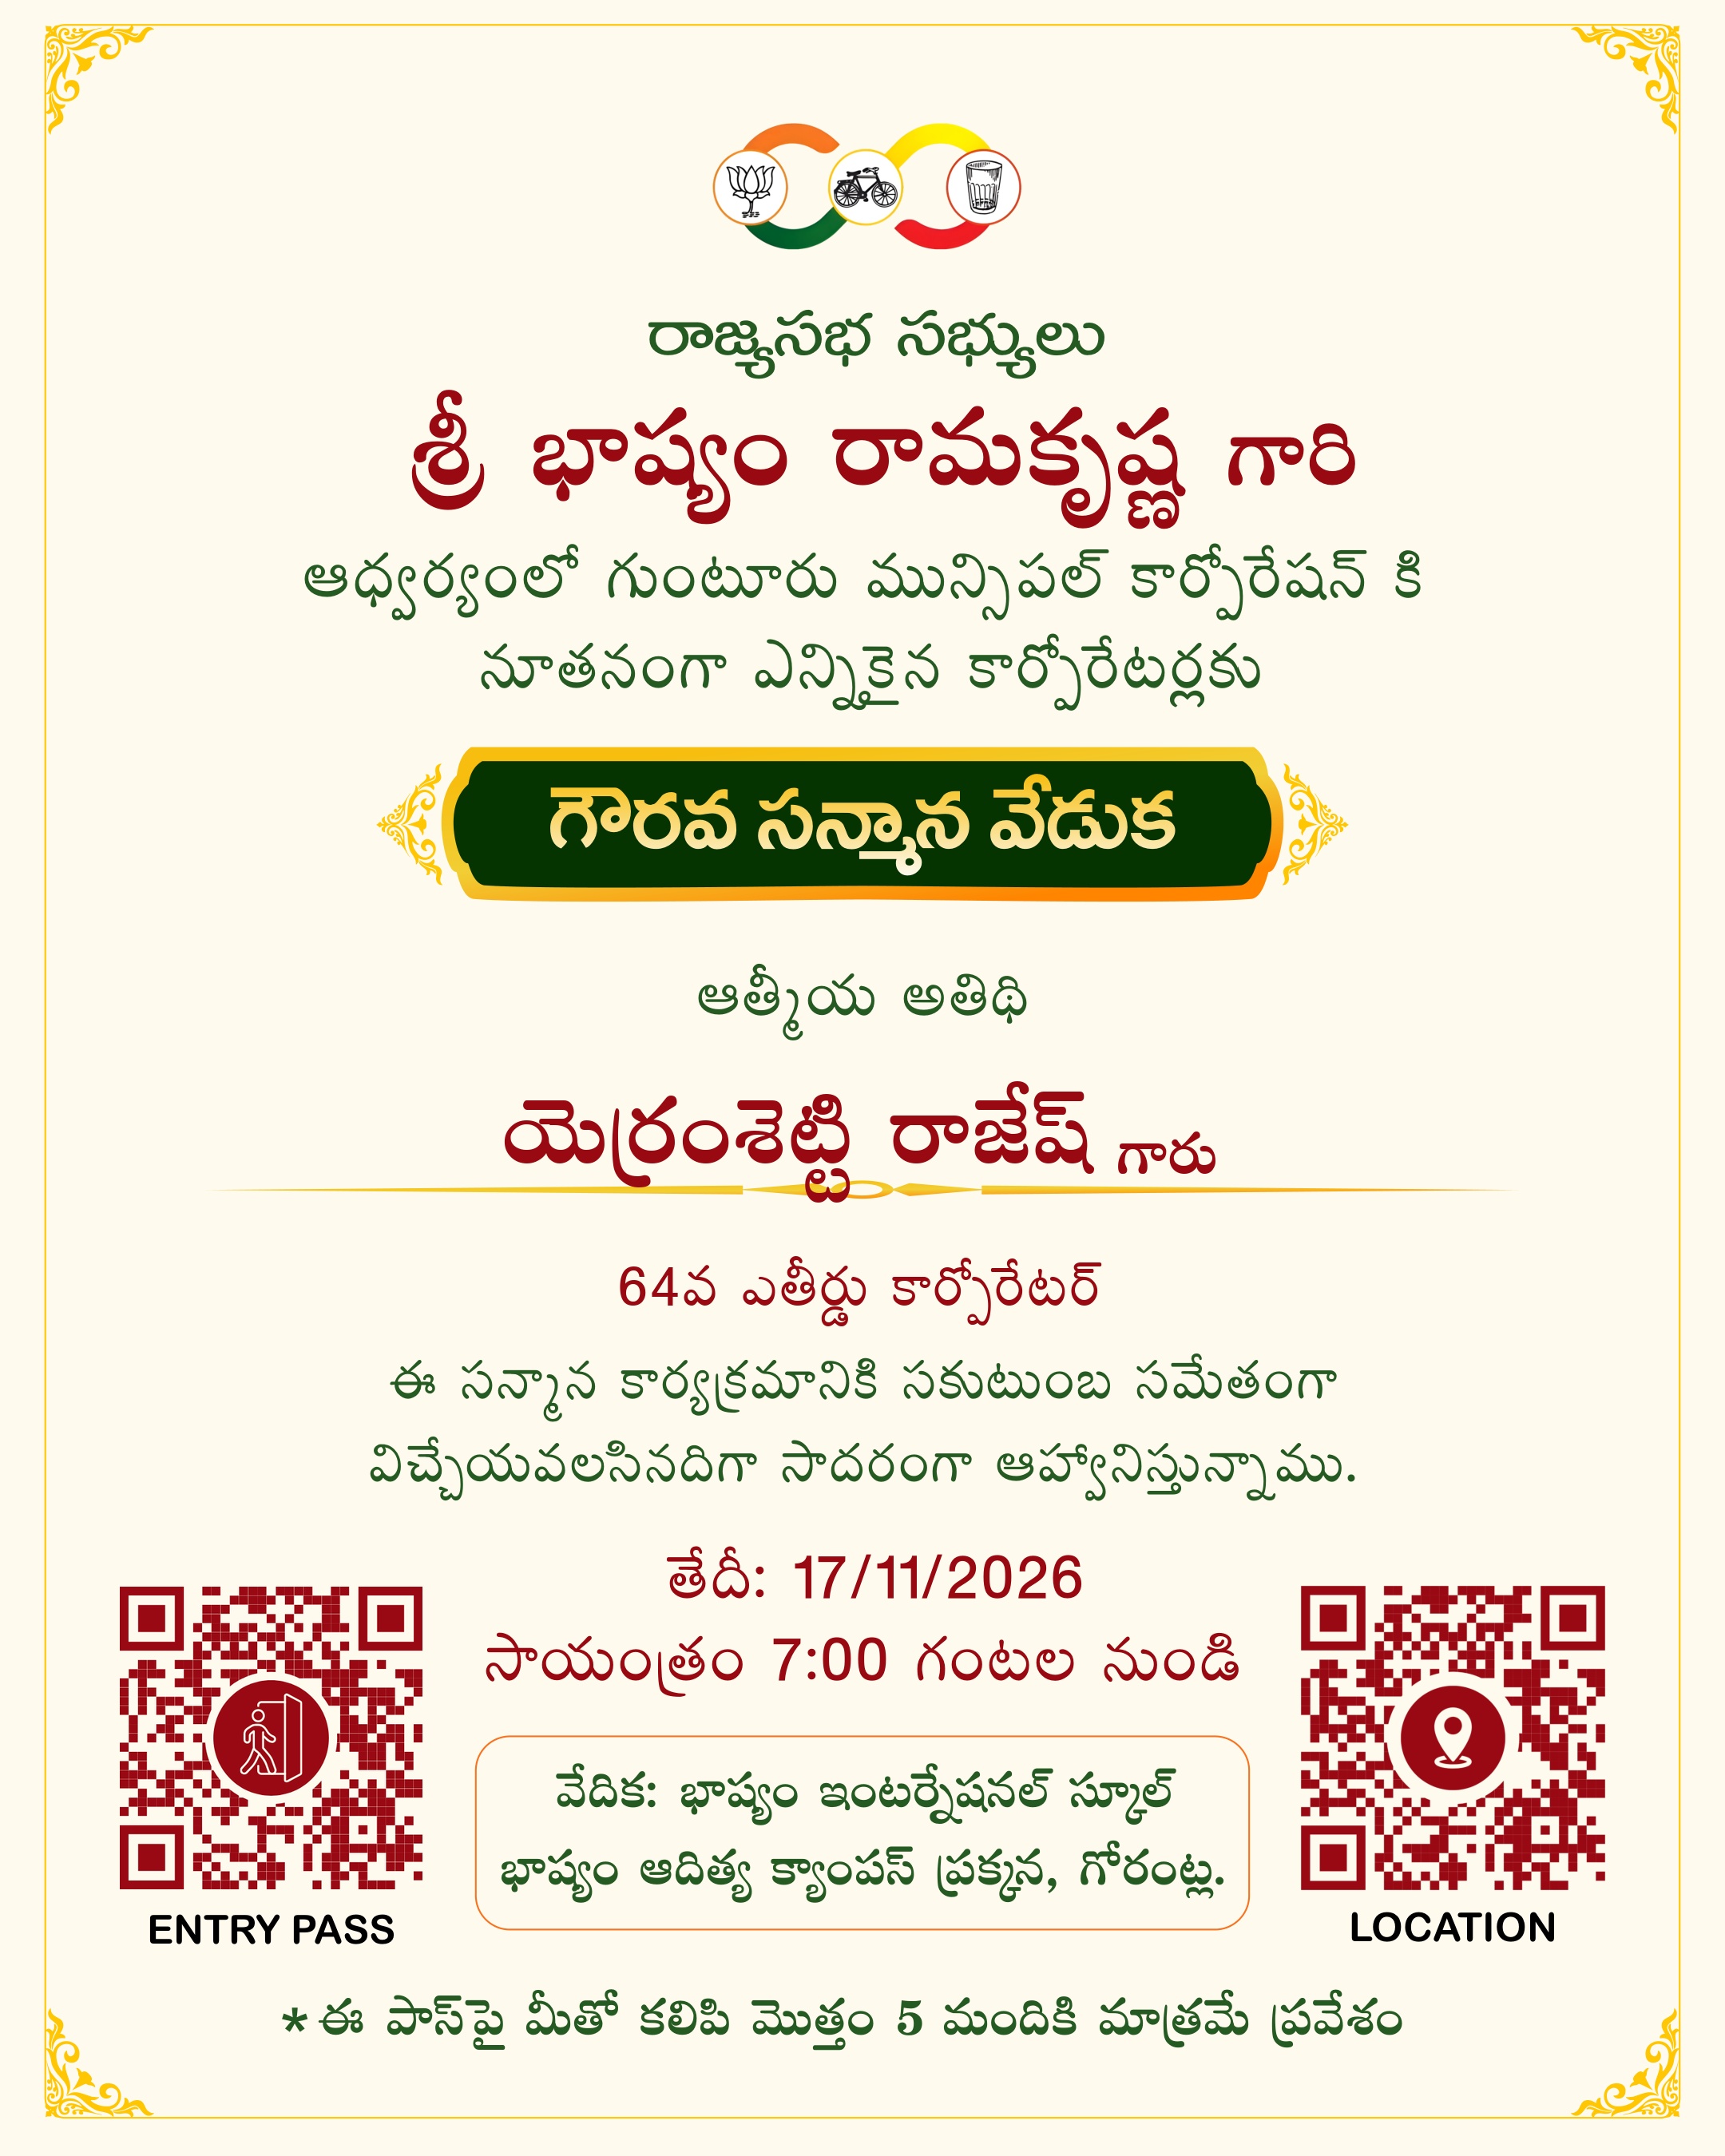 రాజ్యసభ సభ్యులు
శ్రీ భాష్యం రామకృష్ణ గారి
ఆధ్వర్యంలో గుంటూరు మున్సిపల్ కార్పోరేషన్ కి
నూతనంగా ఎన్నికైన కార్పోరేటర్లకు
గౌరవ సన్మాన వేడుక
ఆత్మీయ అతిథి
యెర్రంశెట్టి రాజేష్ గారు
64వ ఎతీర్డు కార్పోరేటర్
ఈ సన్మాన కార్యక్రమానికి సకుటుంబ సమేతంగా
విచ్చేయవలసినదిగా సాదరంగా ఆహ్వానిస్తున్నాము.
తేదీ: 17/11/2026
సాయంత్రం 7:00 గంటల నుండి
వేదిక: భాష్యం ఇంటర్నేషనల్ స్కూల్
భాష్యం ఆదిత్య క్యాంపస్ ప్రక్కన, గోరంట్ల.
ENTRY PASS
LOCATION
*ఈ పాస్‌పై మీతో కలిపి మొత్తం 5 మందికి మాత్రమే ప్రవేశం